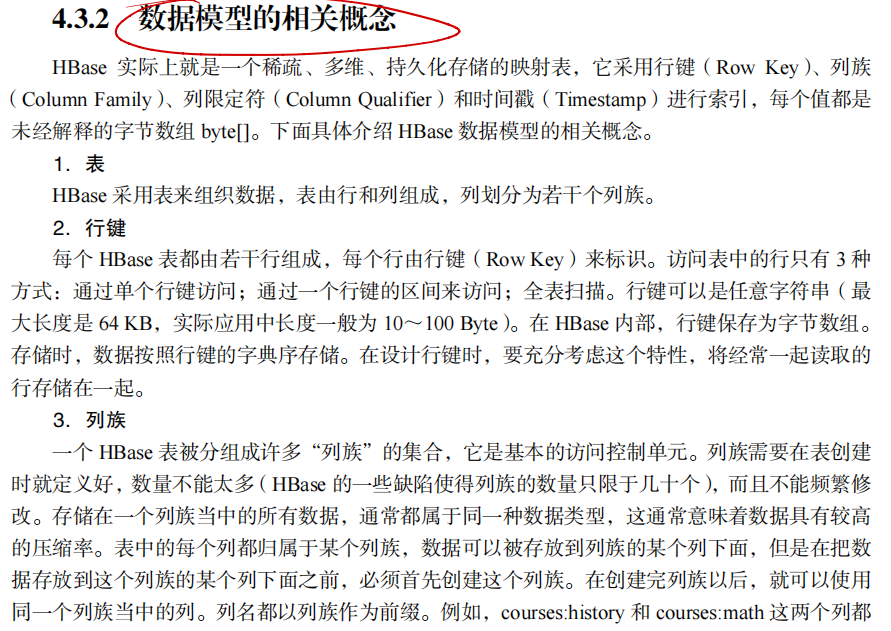 4.3.2 数据模型的相关概念
HBase 实际上就是一个稀疏、多维、持久化存储的映射表，它采用行键（Row Key）、列族
（Column Family）、列限定符（Column Qualifier）和时间戳（Timestamp）进行索引，每个值都是
未经解释的字节数组 byte[]。下面具体介绍 HBase 数据模型的相关概念。
1．表
HBase 采用表来组织数据，表由行和列组成，列划分为若干个列族。
2．行键
每个 HBase 表都由若干行组成，每个行由行键（Row Key）来标识。访问表中的行只有 3 种
方式：通过单个行键访问；通过一个行键的区间来访问；全表扫描。行键可以是任意字符串（最
大长度是 64 KB，实际应用中长度一般为 10～100 Byte）。在 HBase 内部，行键保存为字节数组。
存储时，数据按照行键的字典序存储。在设计行键时，要充分考虑这个特性，将经常一起读取的
行存储在一起。
3．列族
一个 HBase 表被分组成许多“列族”的集合，它是基本的访问控制单元。列族需要在表创建
时就定义好，数量不能太多（HBase 的一些缺陷使得列族的数量只限于几十个），而且不能频繁修
改。存储在一个列族当中的所有数据，通常都属于同一种数据类型，这通常意味着数据具有较高
的压缩率。表中的每个列都归属于某个列族，数据可以被存放到列族的某个列下面，但是在把数
据存放到这个列族的某个列下面之前，必须首先创建这个列族。在创建完列族以后，就可以使用
同一个列族当中的列。列名都以列族作为前缀。例如，courses:history 和 courses:math 这两个列都